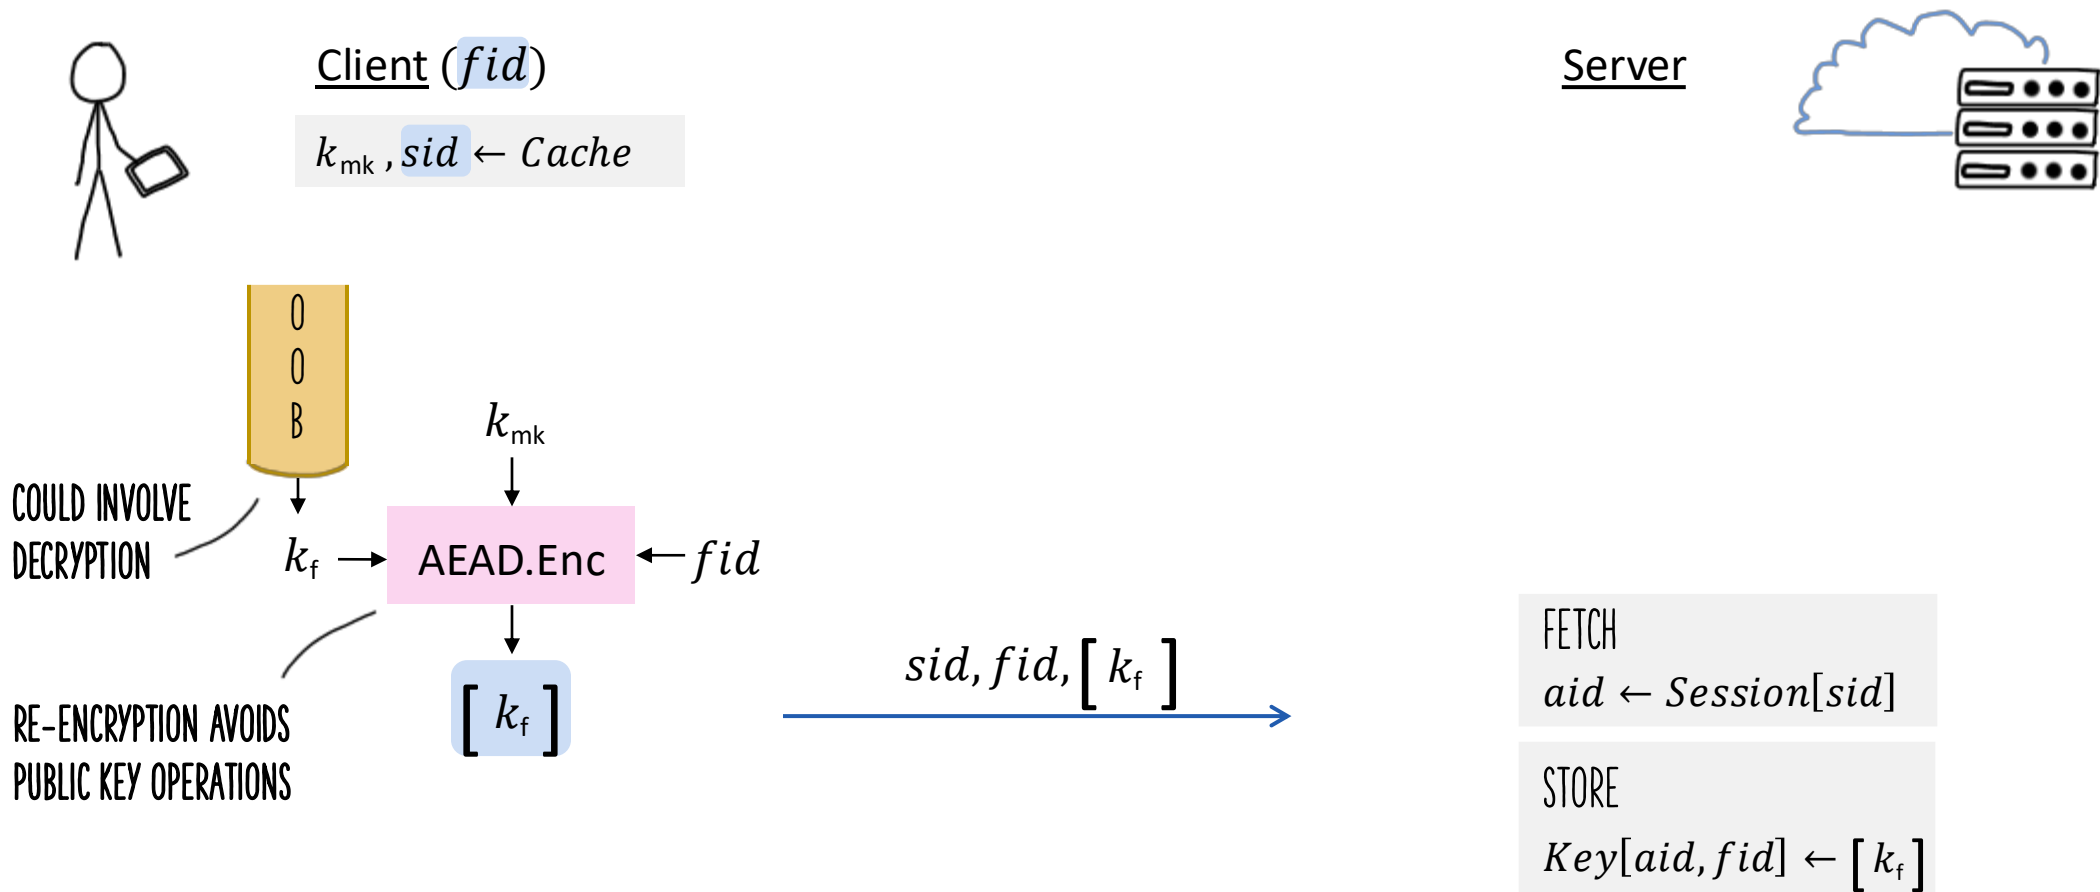 Client (fid)
Server
k_mk , sid ← Cache
O
O
B
k_mk
COULD INVOLVE
DECRYPTION
k_f
AEAD.Enc
fid
sid, fid, [ k_f ]
FETCH
aid ← Session[sid]
[ k_f ]
RE-ENCRYPTION AVOIDS
PUBLIC KEY OPERATIONS
STORE
Key[aid, fid] ← [ k_f ]